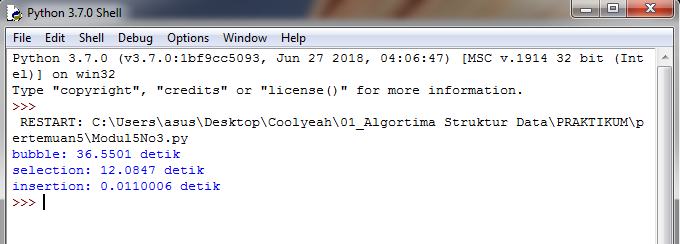 Python 3.7.0 Shell
File Edit Shell Debug Options Window Help
Python 3.7.0 (v3.7.0:1bf9cc5093, Jun 27 2018, 04:06:47) [MSC v.1914 32 bit (Int
el)] on win32
Type "copyright", "credits" or "license()" for more information.
>>>
RESTART: C:\Users\asus\Desktop\Coolyeah\01_Algortima Struktur Data\PRAKTIKUM\p
ertemuan5\Modul5No3.py
bubble: 36.5501 detik
selection: 12.0847 detik
insertion: 0.0110006 detik
>>>